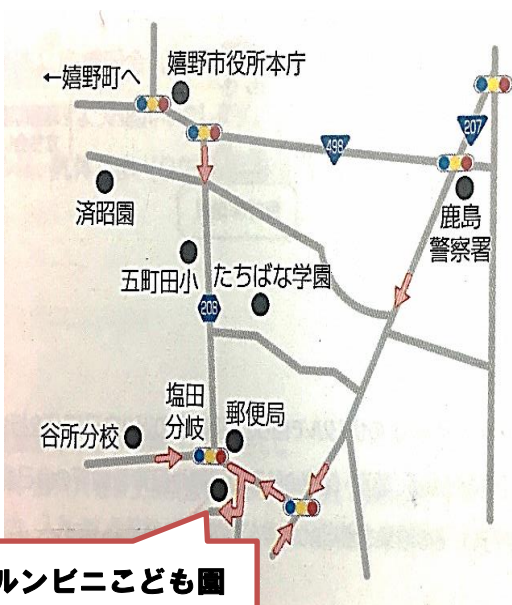 ←嬉野町へ
嬉野市役所本庁
498
207
済昭園
鹿島
警察署
五町田小
たちばな学園
208
塩田
分岐
郵便局
谷所分校
ルンビニこども園